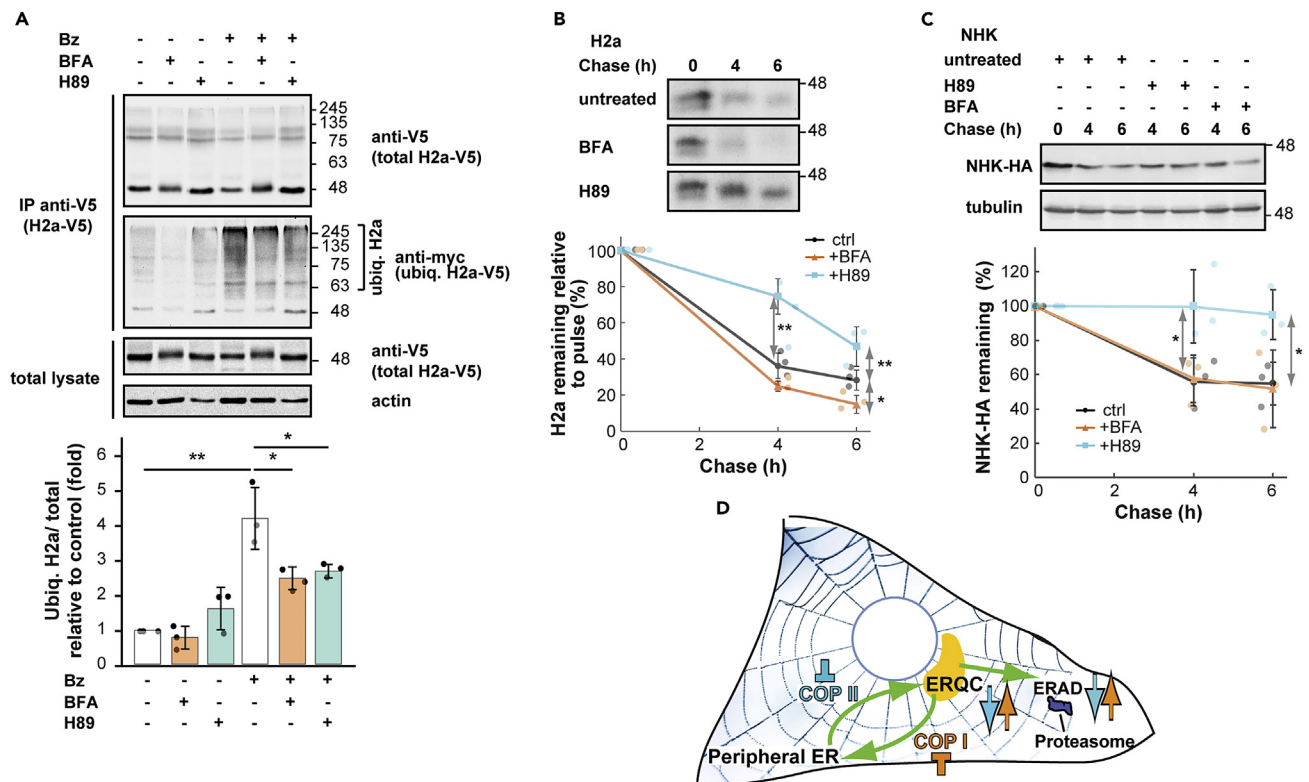 A
Bz - - - + + +
BFA - + - - + -
H89 - - + - - +
245
135
75
63
48
anti-V5
(total H2a-V5)
IP anti-V5
(H2a-V5)
245
135
75
63
48
ubiq. H2a
anti-myc
(ubiq. H2a-V5)
total lysate
48
anti-V5
(total H2a-V5)
actin
Ubiq. H2a/ total
relative to control (fold)
6
5
4
3
2
1
0
**
*
*
Bz - - - + + +
BFA - + - - + -
H89 - - + - - +
B
H2a
Chase (h) 0 4 6
untreated
48
BFA
48
H89
48
H2a remaining relative
to pulse (%)
100
80
60
40
20
0
ctrl
+BFA
+H89
**
**
*
0 2 4 6
Chase (h)
C
NHK
untreated + + + - - - -
H89 - - - + + - -
BFA - - - - - + +
Chase (h) 0 4 6 4 6 4 6
48
NHK-HA
tubulin
48
NHK-HA remaining (%)
120
100
80
60
40
20
0
*
*
ctrl
+BFA
+H89
0 2 4 6
Chase (h)
D
COP II
ERQC
ERAD
Proteasome
COP I
Peripheral ER